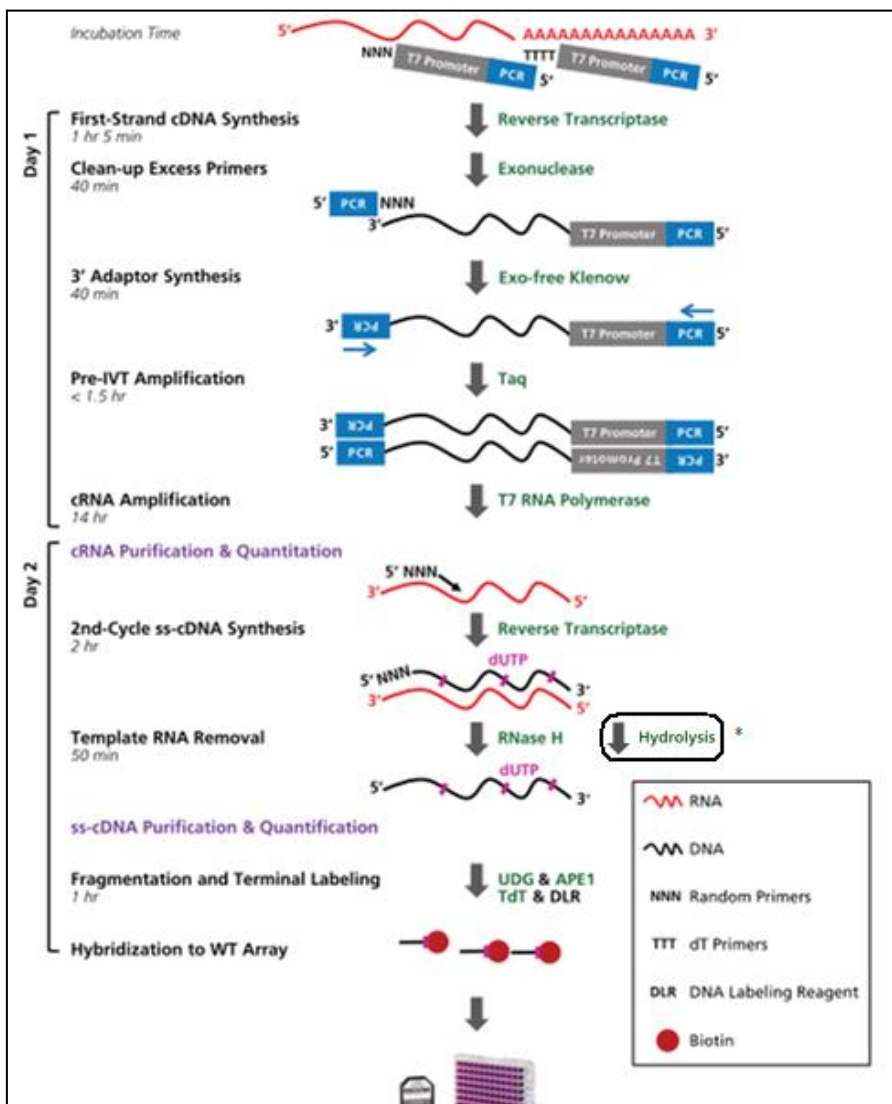 Incubation Time
5' AAAAAAAAAAAAAAA 3'
NNN T7 Promoter PCR 5' TTTT T7 Promoter PCR 5'
Day 1
First-Strand cDNA Synthesis Reverse Transcriptase
1 hr 5 min
Clean-up Excess Primers Exonuclease
40 min
5' PCR NNN
3' T7 Promoter PCR 5'
3' Adaptor Synthesis Exo-free Klenow
40 min
3' PCR T7 Promoter PCR 5'
Pre-IVT Amplification Taq
< 1.5 hr
3' PCR T7 Promoter PCR 5'
5' PCR T7 Promoter PCR 3'
cRNA Amplification T7 RNA Polymerase
14 hr
Day 2
cRNA Purification & Quantitation
5' NNN
3' 5'
2nd-Cycle ss-cDNA Synthesis Reverse Transcriptase
2 hr
dUTP
5' NNN 3'
3' 5'
Template RNA Removal RNase H Hydrolysis *
50 min
dUTP
5' 3'
ss-cDNA Purification & Quantification
Fragmentation and Terminal Labeling UDG & APE1
1 hr TdT & DLR
Hybridization to WT Array
RNA
DNA
NNN Random Primers
TTT dT Primers
DLR DNA Labeling Reagent
Biotin